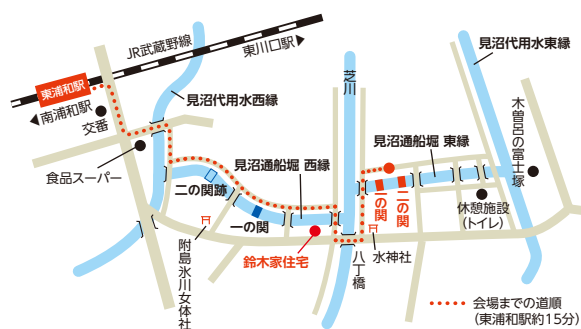 JR武蔵野線
東川口駅▶
東浦和駅
◀南浦和駅
交番
見沼代用水西縁
食品スーパー
芝川
見沼代用水東縁
木曽呂の富士塚
見沼通船堀 西縁
見沼通船堀 東縁
二の関跡
一の関
一の関
二の関
休憩施設
(トイレ)
附島氷川女体社
鈴木家住宅
八丁橋
水神社
会場までの道順
(東浦和駅約15分)